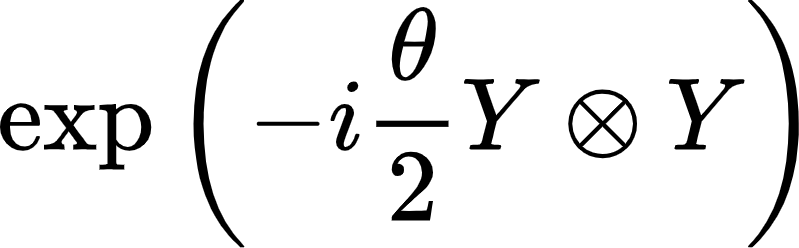 exp(-i θ/2 Y ⊗ Y)